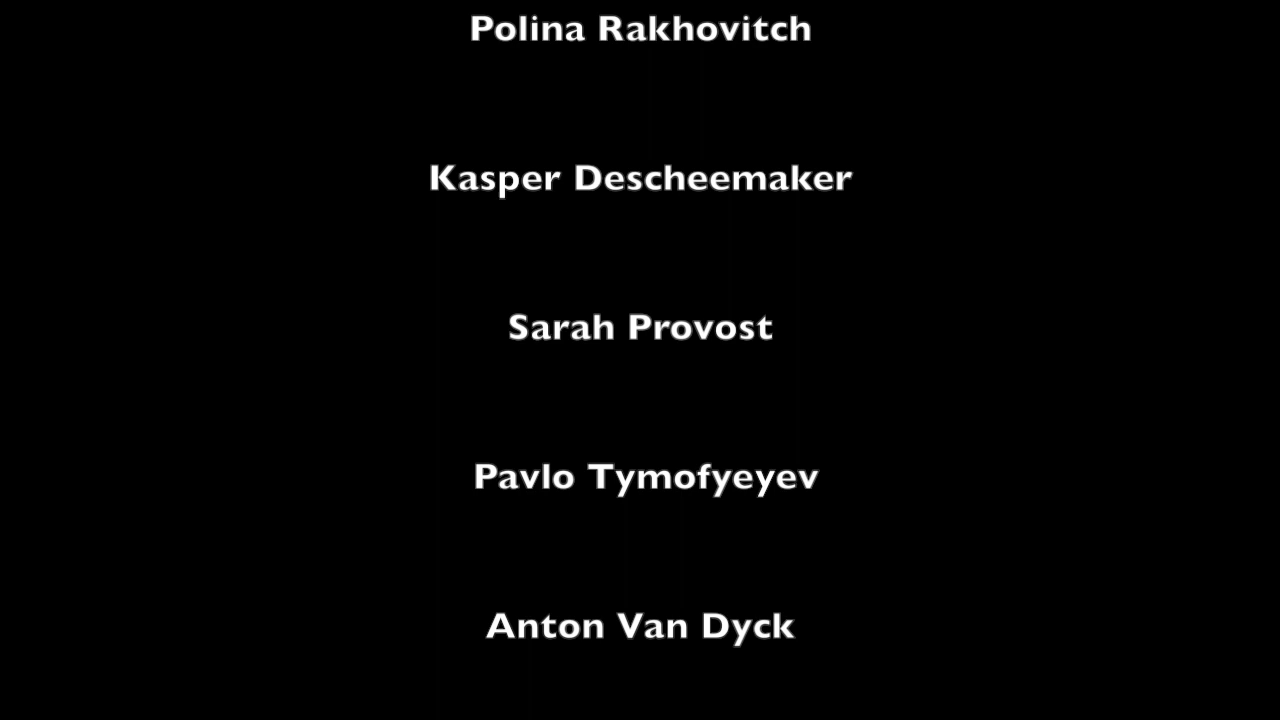 Polina Rakhovitch
Kasper Descheemaker
Sarah Provost
Pavlo Tymofyeyev
Anton Van Dyck